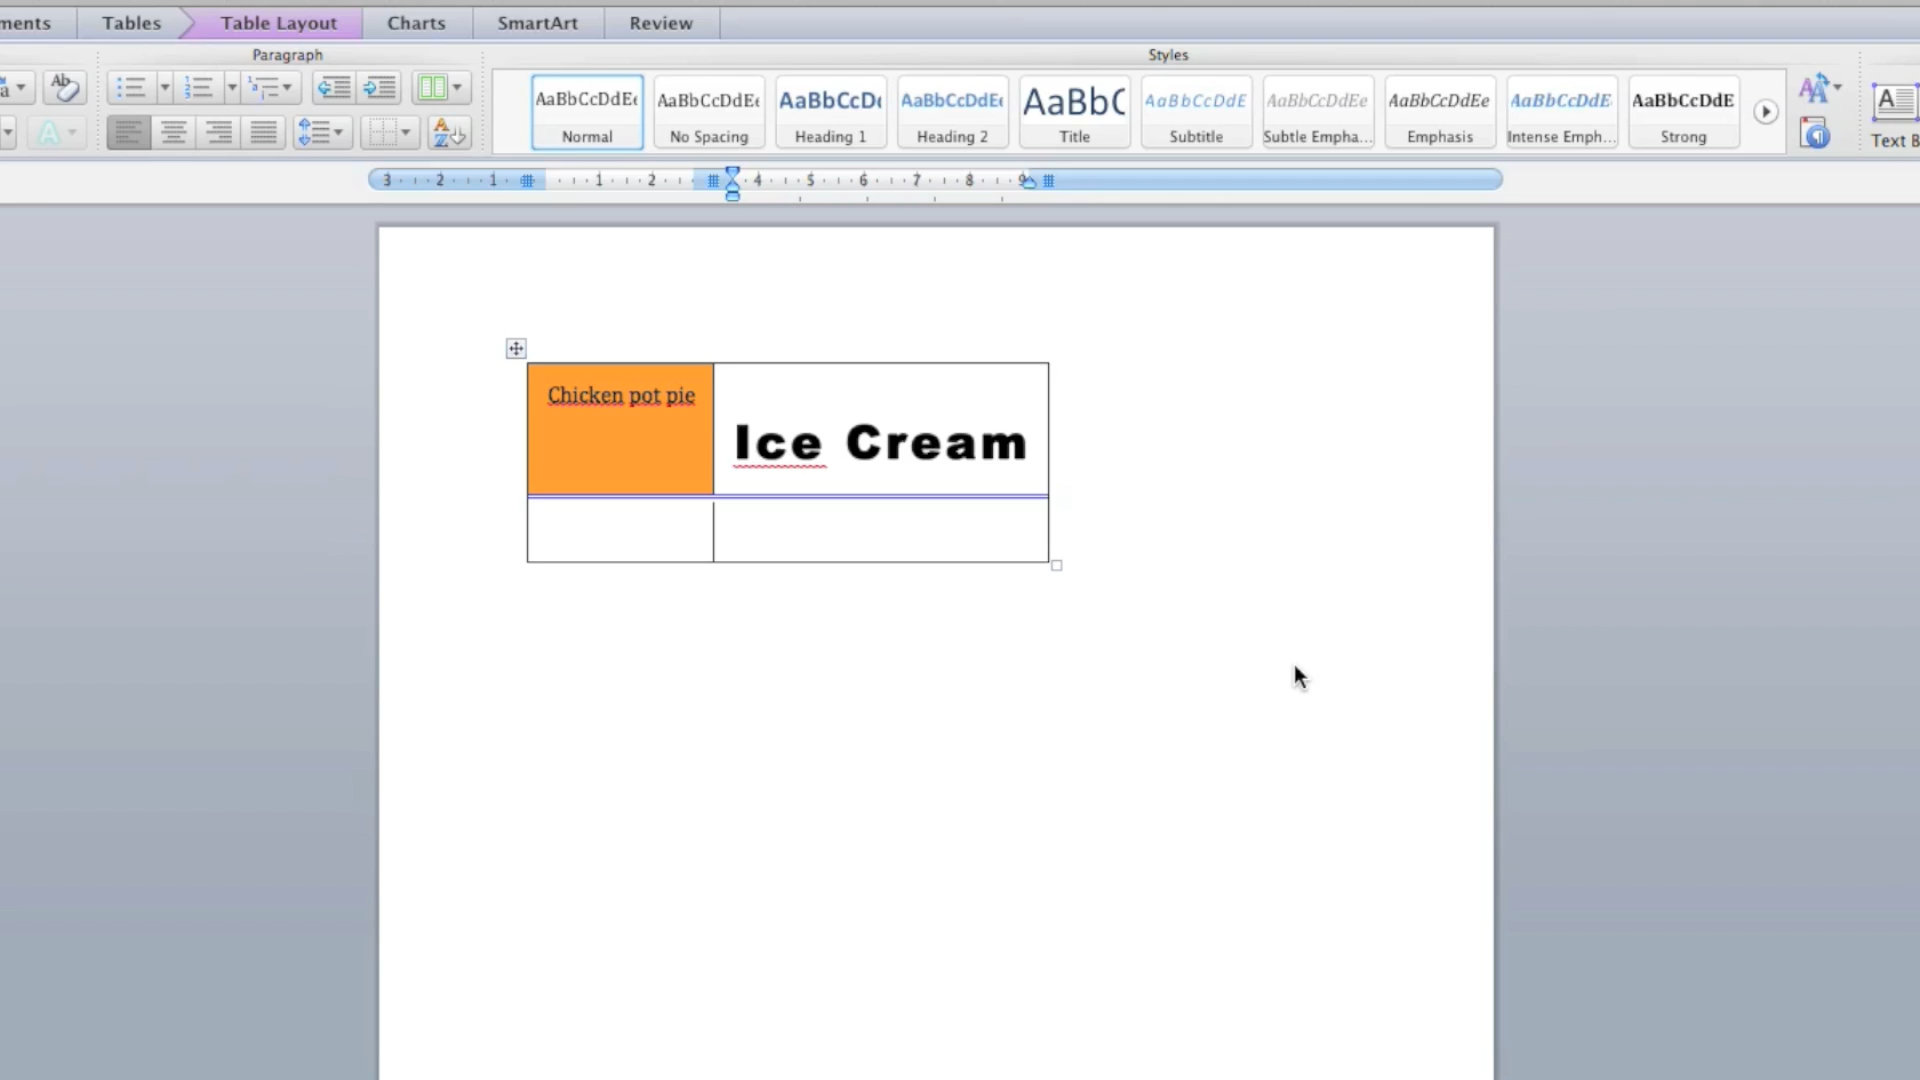 ments Tables Table Layout Charts SmartArt Review
Paragraph Styles
AaBbCcDdEe AaBbCcDdEe AaBbCcDd AaBbCcDdEe AaBbC AaBbCcDdE AaBbCcDdEe AaBbCcDdEe AaBbCcDdE AaBbCcDdE
Normal No Spacing Heading 1 Heading 2 Title Subtitle Subtle Empha... Emphasis Intense Emph... Strong
Text B
3 2 1 1 2 4 5 6 7 8 9
Chicken pot pie
Ice Cream